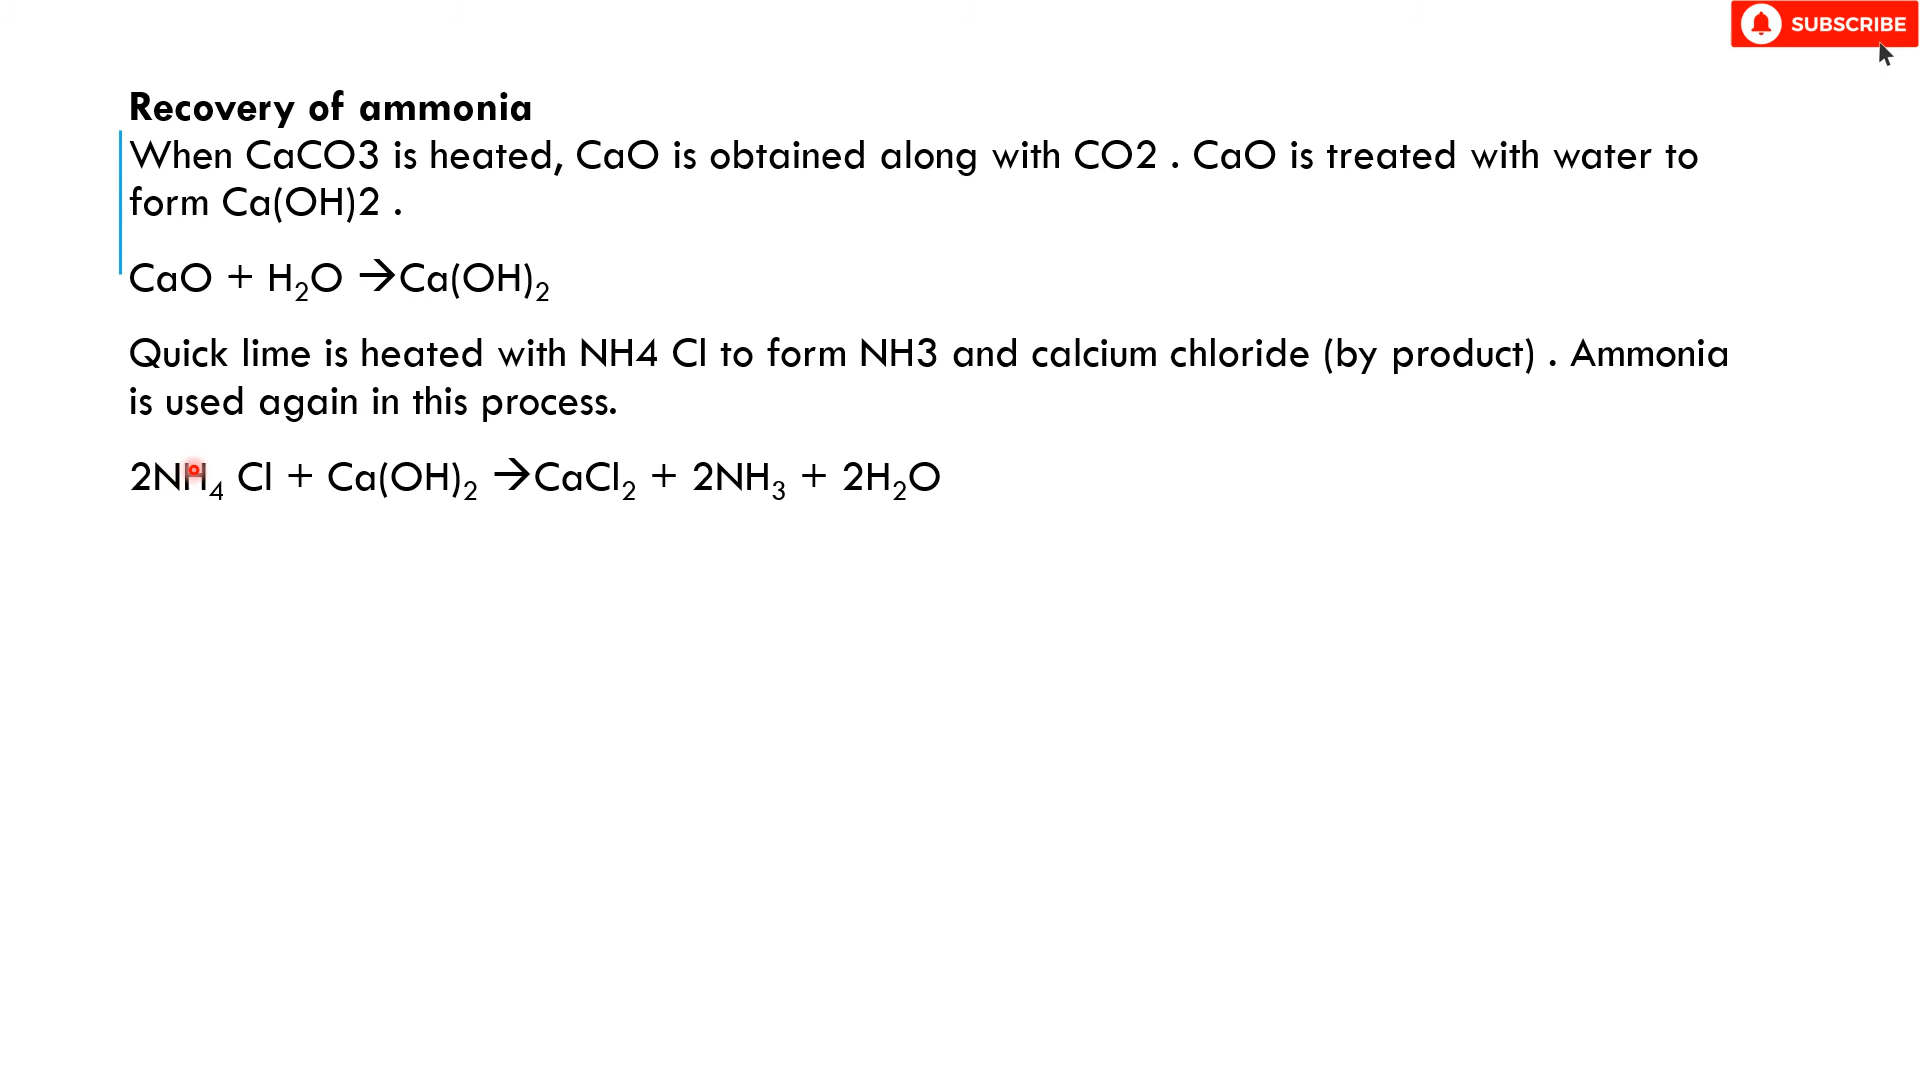 SUBSCRIBE
Recovery of ammonia
When CaCO3 is heated, CaO is obtained along with CO2 . CaO is treated with water to
form Ca(OH)2 .
CaO + H₂O →Ca(OH)₂
Quick lime is heated with NH4 Cl to form NH3 and calcium chloride (by product) . Ammonia
is used again in this process.
2NH₄ Cl + Ca(OH)₂ →CaCl₂ + 2NH₃ + 2H₂O